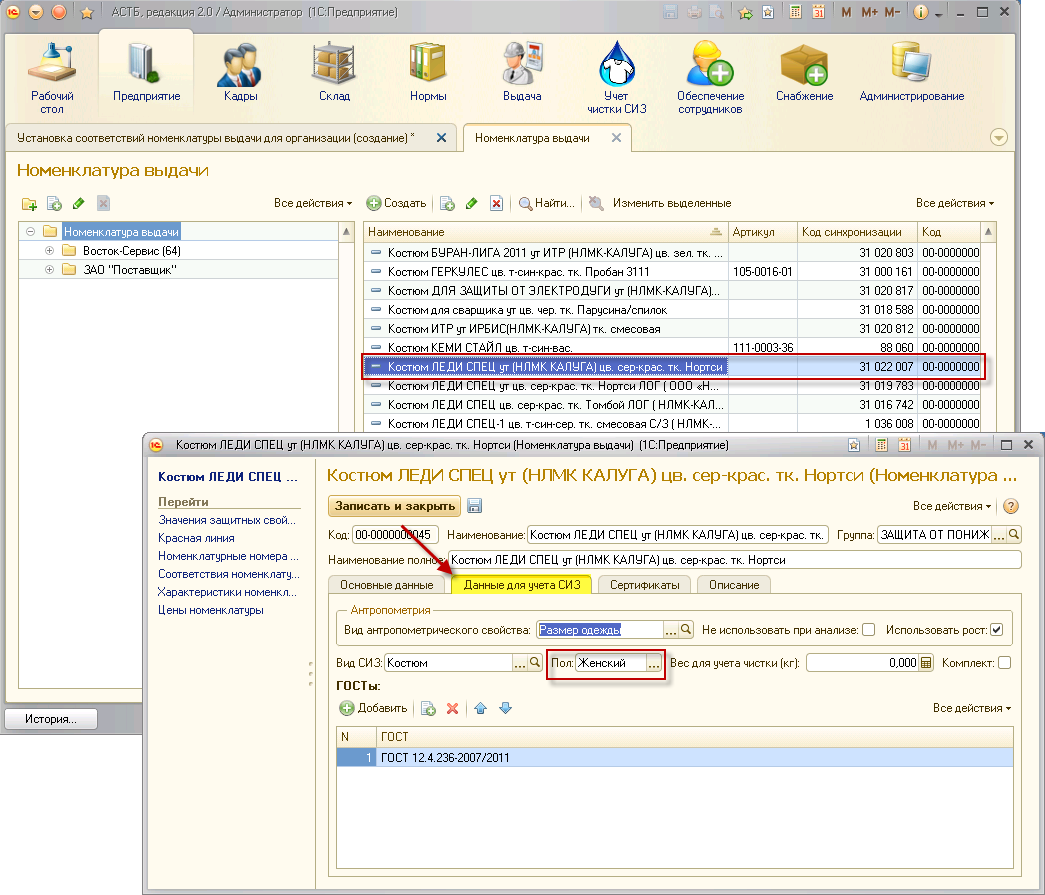 АСТБ, редакция 2.0 / Администратор (1С:Предприятие)
M M+ M-
Рабочий стол
Предприятие
Кадры
Склад
Нормы
Выдача
Учет чистки СИЗ
Обеспечение сотрудников
Снабжение
Администрирование
Установка соответствий номенклатуры выдачи для организации (создание) *
Номенклатура выдачи
Номенклатура выдачи
Все действия
Создать
Найти...
Изменить выделенные
Все действия
Номенклатура выдачи
Восток-Сервис (64)
ЗАО "Поставщик"
Наименование Артикул Код синхронизации Код
Костюм БУРАН-ЛИГА 2011 ут ИТР (НЛМК-КАЛУГА) цв. зел. тк. ... 31 020 803 00-0000000
Костюм ГЕРКУЛЕС цв. т-син-крас. тк. Пробан 3111 105-0016-01 31 000 161 00-0000000
Костюм ДЛЯ ЗАЩИТЫ ОТ ЭЛЕКТРОДУГИ ут (НЛМК-КАЛУГА)... 31 020 817 00-0000000
Костюм для сварщика ут цв. чер. тк. Парусина/спилок 31 018 588 00-0000000
Костюм ИТР ут ИРБИС(НЛМК-КАЛУГА) тк. смесовая 31 020 812 00-0000000
Костюм КЕМИ СТАЙЛ цв. т-син-вас. 111-0003-36 88 060 00-0000000
Костюм ЛЕДИ СПЕЦ ут (НЛМК КАЛУГА) цв. сер-крас. тк. Нортси 31 022 007 00-0000000
Костюм ЛЕДИ СПЕЦ ут цв. сер-крас. тк. Нортси ЛОГ ( ООО «Н... 31 019 783 00-0000000
Костюм ЛЕДИ СПЕЦ цв. сер-крас. тк. Томбой ЛОГ ( НЛМК-КАЛ... 31 016 742 00-0000000
Костюм ЛЕДИ СПЕЦ-1 цв. т-син-сер. тк. смесовая С/З ( НЛМК-... 1 036 008 00-0000000
История...
Костюм ЛЕДИ СПЕЦ ут (НЛМК КАЛУГА) цв. сер-крас. тк. Нортси (Номенклатура выдачи) (1С:Предприятие)
M M+ M-
Костюм ЛЕДИ СПЕЦ ...
Перейти
Значения защитных свой...
Красная линия
Номенклатурные номера ...
Соответствия номенклату...
Характеристики номенкл...
Цены номенклатуры
Костюм ЛЕДИ СПЕЦ ут (НЛМК КАЛУГА) цв. сер-крас. тк. Нортси (Номенклатура ...
Записать и закрыть
Все действия
Код: 00-0000000045 Наименование: Костюм ЛЕДИ СПЕЦ ут (НЛМК КАЛУГА) цв. сер-крас. тк. Группа: ЗАЩИТА ОТ ПОНИЖ ...
Наименование полное: Костюм ЛЕДИ СПЕЦ ут (НЛМК КАЛУГА) цв. сер-крас. тк. Нортси
Основные данные
Данные для учета СИЗ
Сертификаты
Описание
Антропометрия
Вид антропометрического свойства: Размер одежды ... Не использовать при анализе: Использовать рост:
Вид СИЗ: Костюм ... Пол: Женский ... Вес для учета чистки (кг): 0,000 Комплект:
ГОСТы:
Добавить
Все действия
N ГОСТ
1 ГОСТ 12.4.236-2007/2011